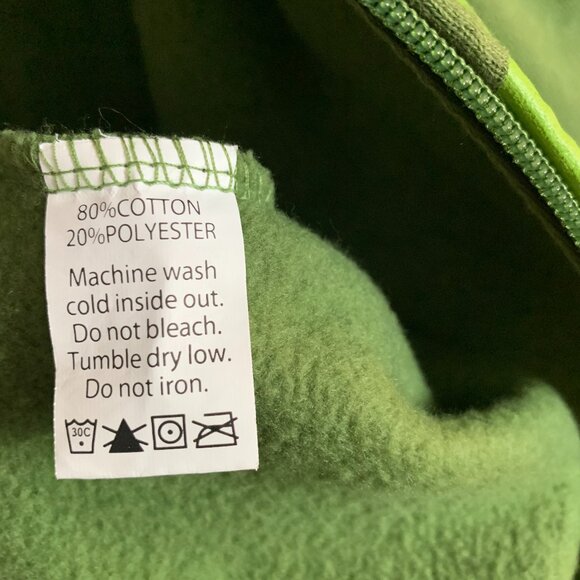 80%COTTON
20%POLYESTER
Machine wash
cold inside out.
Do not bleach.
Tumble dry low.
Do not iron.
30C